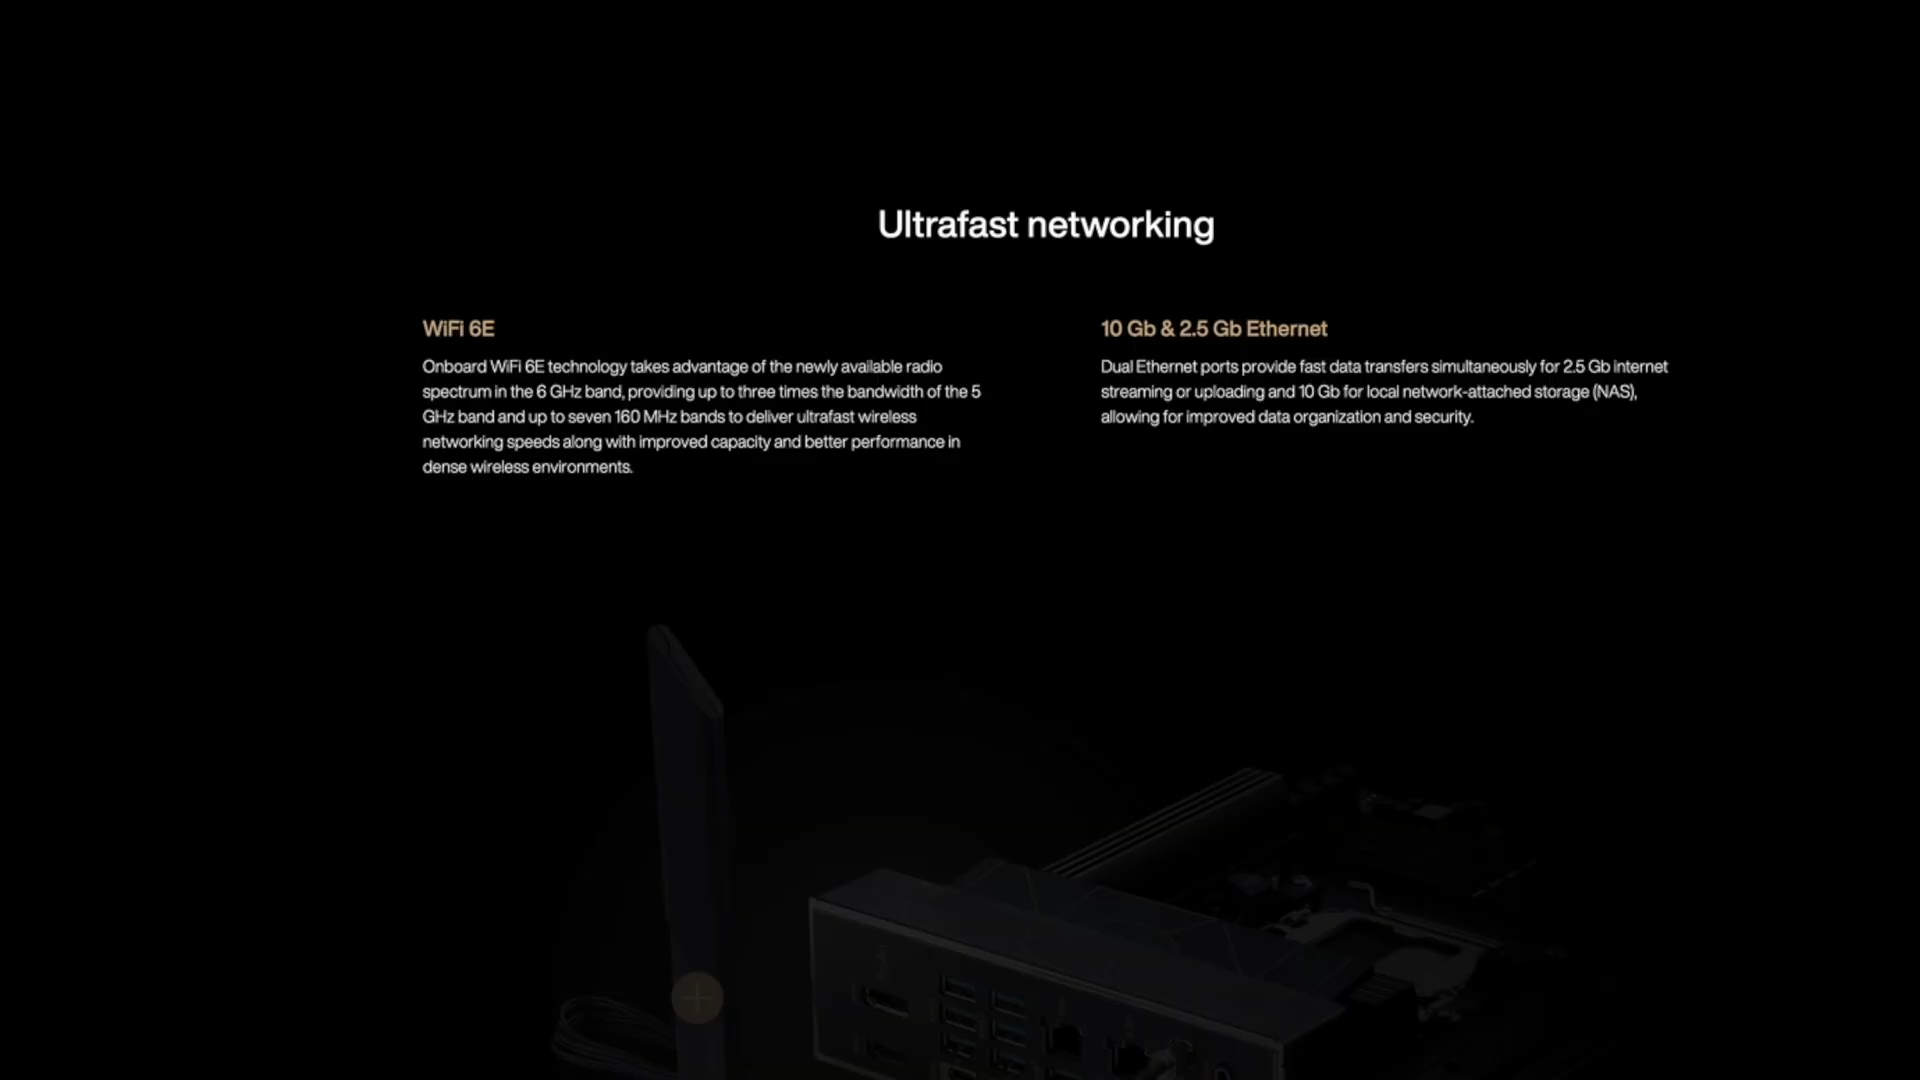 Ultrafast networking
WiFi 6E
Onboard WiFi 6E technology takes advantage of the newly available radio
spectrum in the 6 GHz band, providing up to three times the bandwidth of the 5
GHz band and up to seven 160 MHz bands to deliver ultrafast wireless
networking speeds along with improved capacity and better performance in
dense wireless environments.
10 Gb & 2.5 Gb Ethernet
Dual Ethernet ports provide fast data transfers simultaneously for 2.5 Gb internet
streaming or uploading and 10 Gb for local network-attached storage (NAS),
allowing for improved data organization and security.